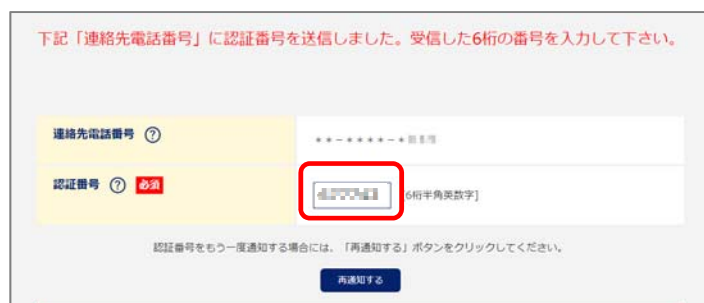 下記「連絡先電話番号」に認証番号を送信しました。受信した6桁の番号を入力して下さい。
連絡先電話番号 ?
**-****-*
認証番号 ? 必須
6桁半角英数字]
認証番号をもう一度通知する場合には、「再通知する」ボタンをクリックしてください。
再通知する